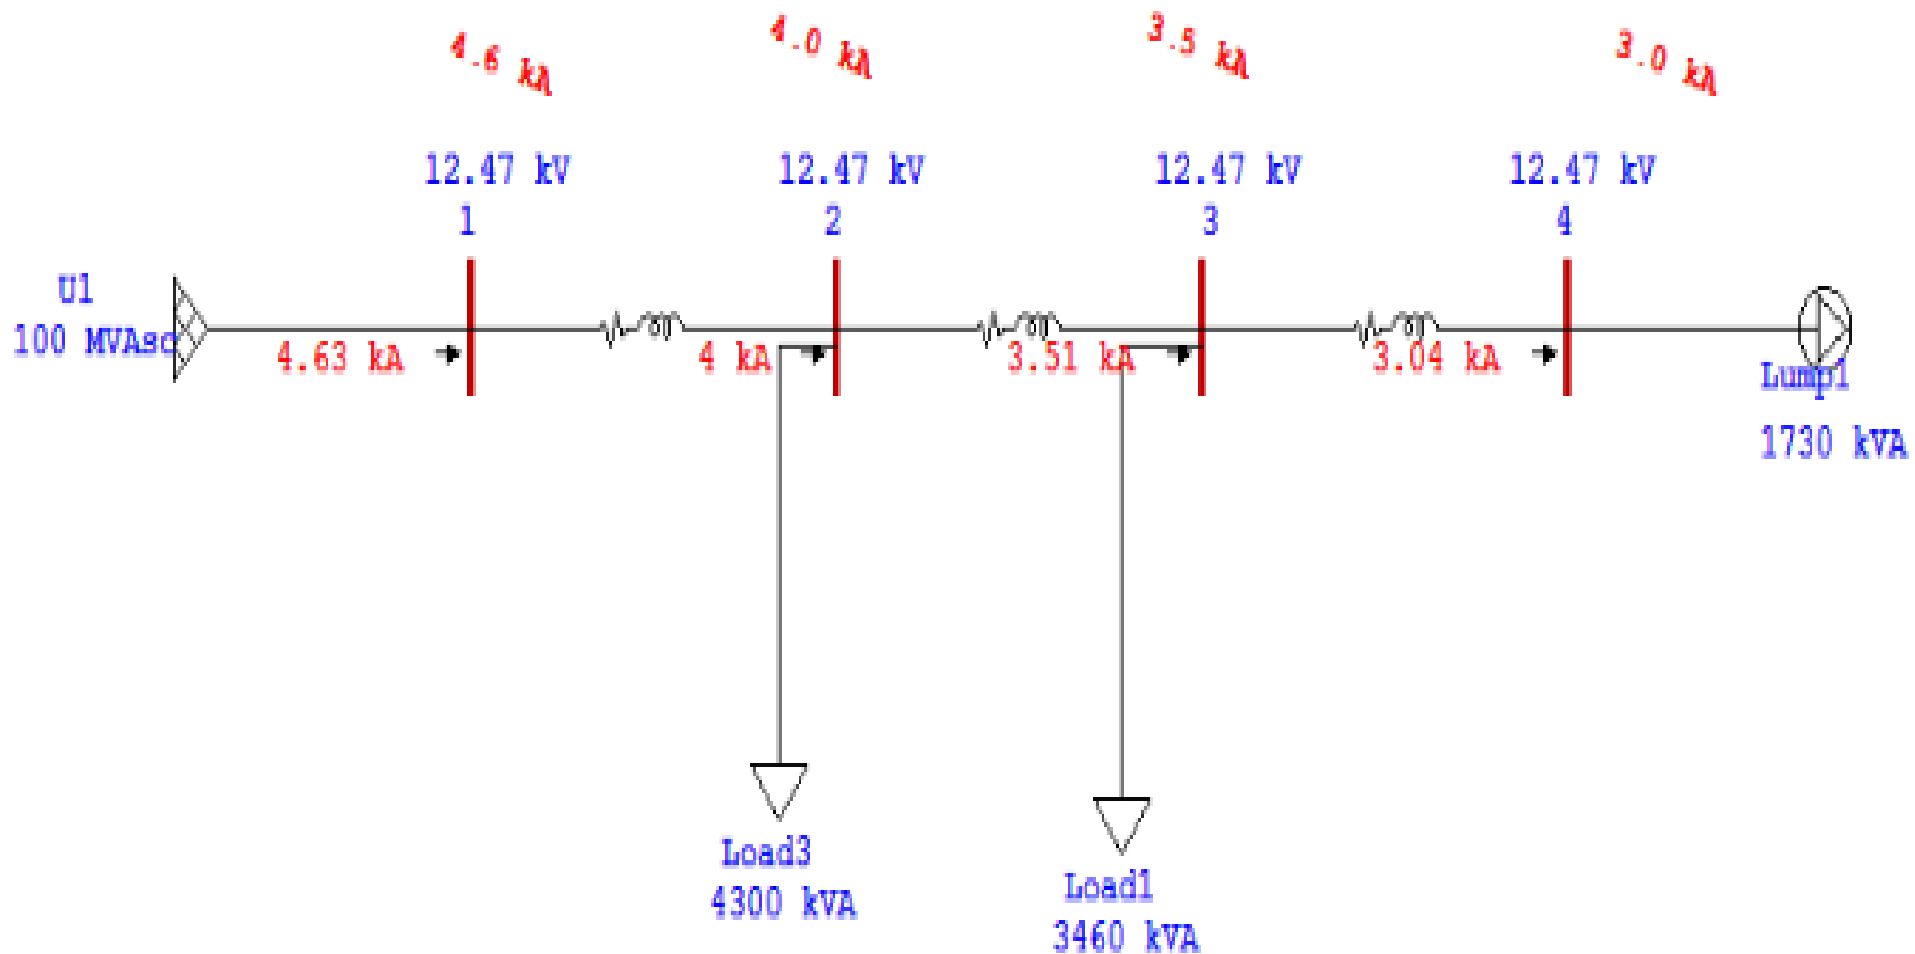 4.6 kA
4.0 kA
3.5 kA
3.0 kA
12.47 kV
12.47 kV
12.47 kV
12.47 kV
1
2
3
4
U1
100 MVAsc
4.63 kA
4 kA
3.51 kA
3.04 kA
Lump1
1730 kVA
Load3
4300 kVA
Load1
3460 kVA